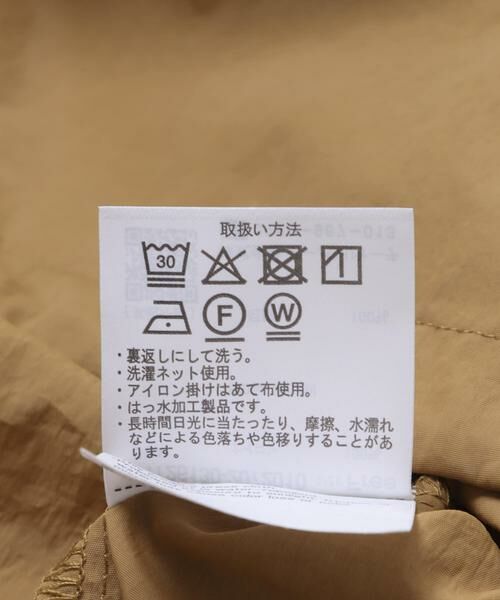 取扱い方法
30
F W
・裏返しにして洗う。
・洗濯ネット使用。
・アイロン掛けはあて布使用。
・はっ水加工製品です。
・長時間日光に当たったり、摩擦、水濡れ
などによる色落ちや色移りすることがあ
ります。